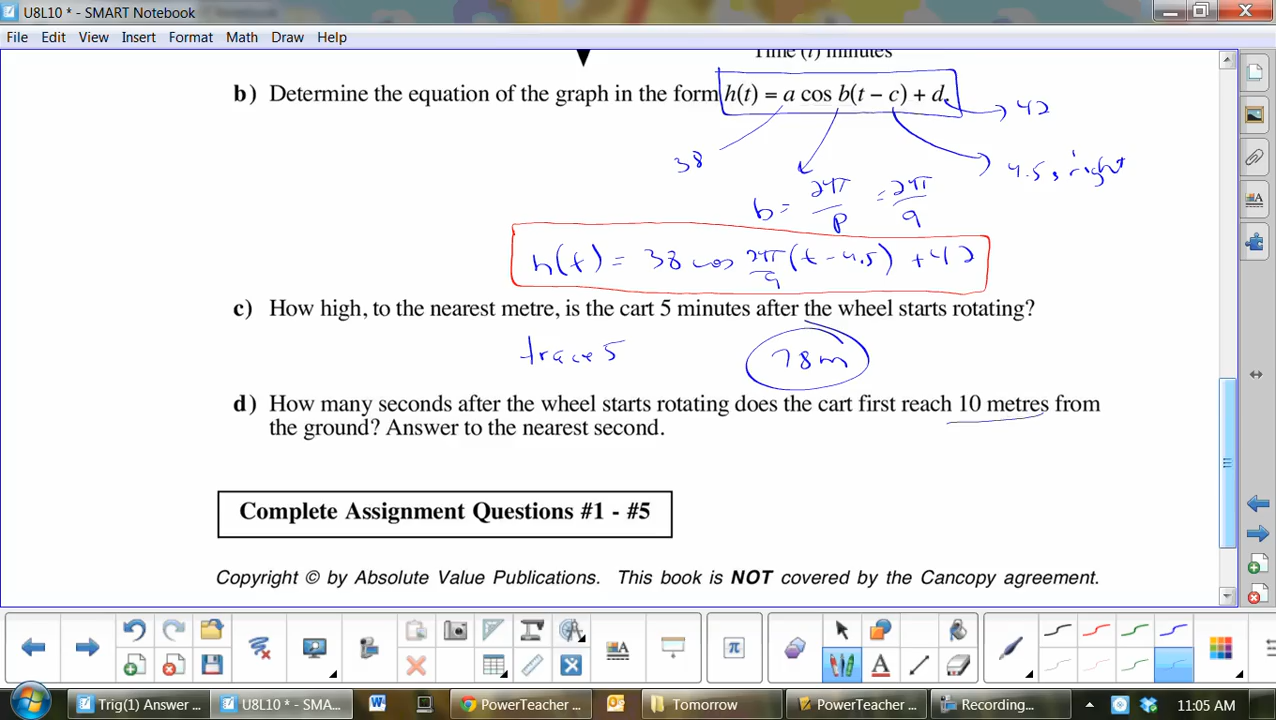 U8L10 * - SMART Notebook
File Edit View Insert Format Math Draw Help
Time (t) minutes
b) Determine the equation of the graph in the form h(t) = a cos b(t − c) + d.
42
38
4.5, right
b = 2π/P = 2π/9
h(t) = 38 cos 2π/9 (t - 4.5) + 42
c) How high, to the nearest metre, is the cart 5 minutes after the wheel starts rotating?
trace 5
78m
d) How many seconds after the wheel starts rotating does the cart first reach 10 metres from
the ground? Answer to the nearest second.
Complete Assignment Questions #1 - #5
Copyright © by Absolute Value Publications. This book is NOT covered by the Cancopy agreement.
Trig(1) Answer ... U8L10 * - SMA... PowerTeacher ... Tomorrow PowerTeacher ... Recording... 11:05 AM